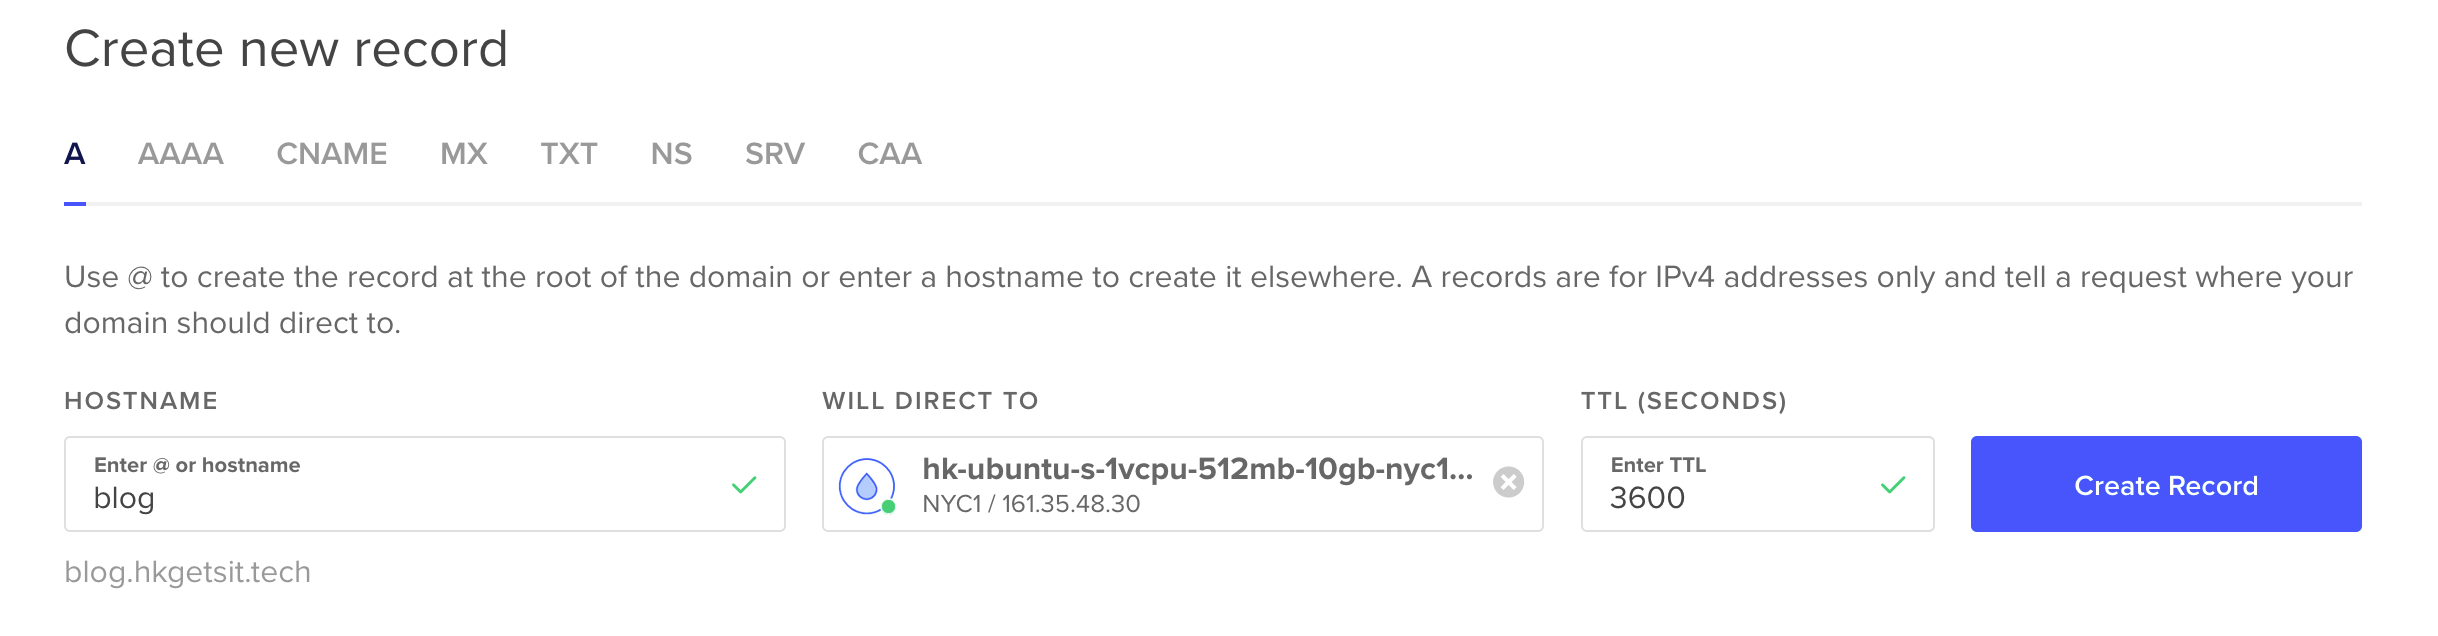 Create new record
A AAAA CNAME MX TXT NS SRV CAA
Use @ to create the record at the root of the domain or enter a hostname to create it elsewhere. A records are for IPv4 addresses only and tell a request where your
domain should direct to.
HOSTNAME
Enter @ or hostname
blog
blog.hkgetsit.tech
WILL DIRECT TO
hk-ubuntu-s-1vcpu-512mb-10gb-nyc1...
NYC1 / 161.35.48.30
TTL (SECONDS)
Enter TTL
3600
Create Record